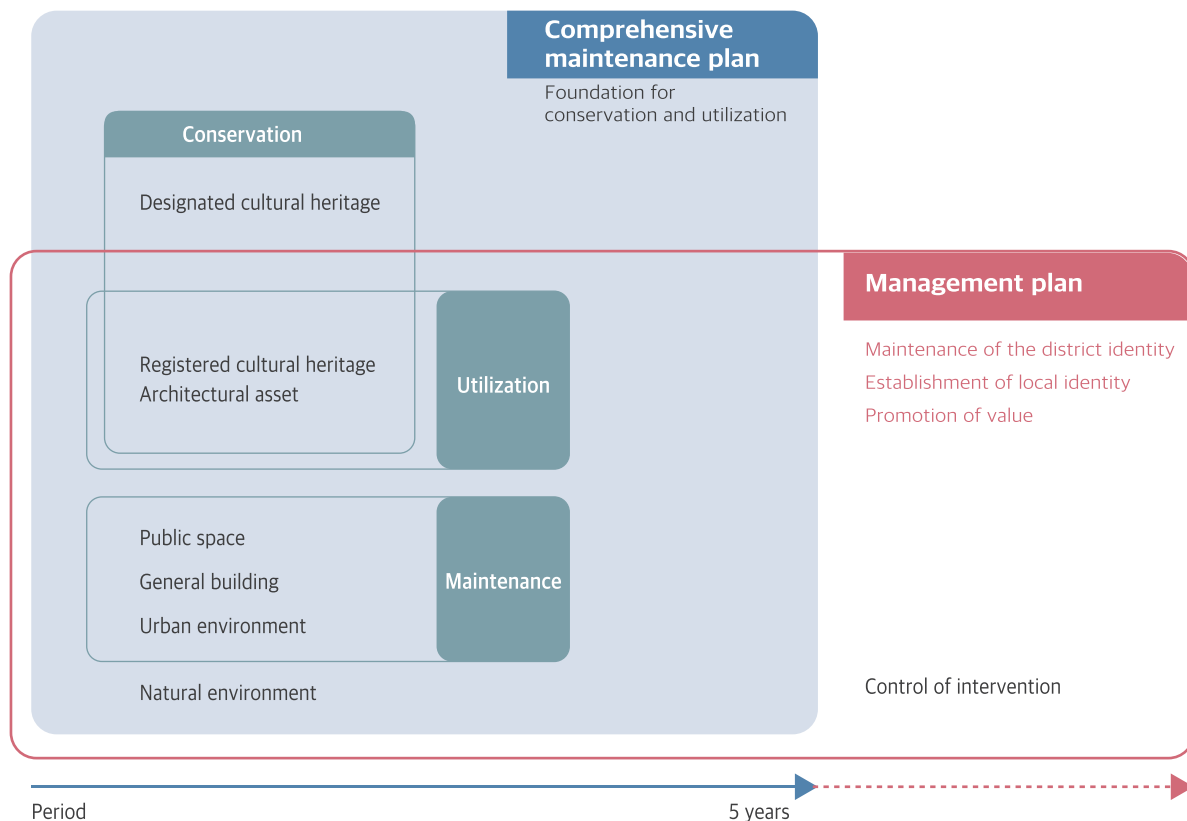 Comprehensive
maintenance plan
Foundation for
conservation and utilization
Conservation
Designated cultural heritage
Management plan
Maintenance of the district identity
Establishment of local identity
Promotion of value
Registered cultural heritage
Architectural asset
Utilization
Public space
General building
Urban environment
Maintenance
Natural environment
Control of intervention
Period
5 years